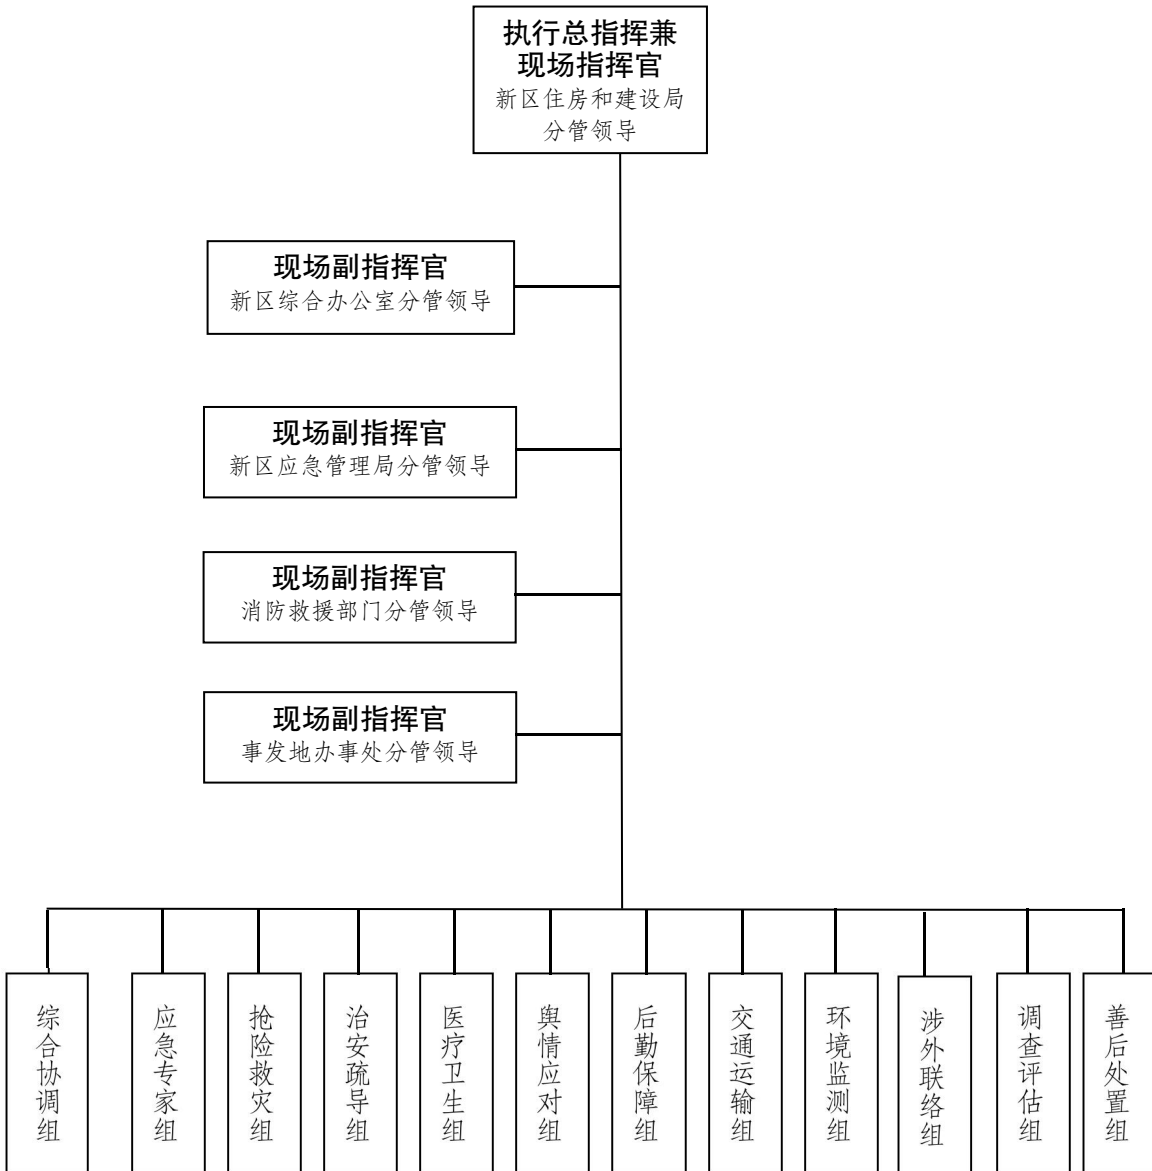 执行总指挥兼
现场指挥官
新区住房和建设局
分管领导
现场副指挥官
新区综合办公室分管领导
现场副指挥官
新区应急管理局分管领导
现场副指挥官
消防救援部门分管领导
现场副指挥官
事发地办事处分管领导
综合协调组
应急专家组
抢险救灾组
治安疏导组
医疗卫生组
舆情应对组
后勤保障组
交通运输组
环境监测组
涉外联络组
调查评估组
善后处置组